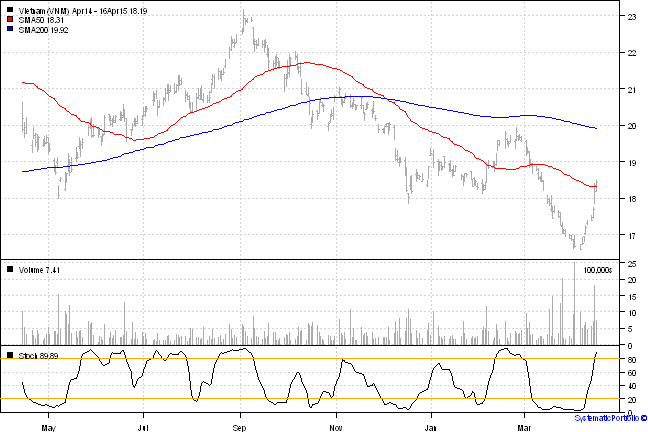 Vietnam (VNM) Apr14 - 16Apr15 18.19
SMA50 18.31
SMA200 19.92
23
22
21
20
19
18
17
Volume 7.41
100,000s
25
20
15
10
5
0
Stoch 89.89
80
60
40
20
0
May Jul Sep Nov Jan Mar
SystematicPortfolio ©